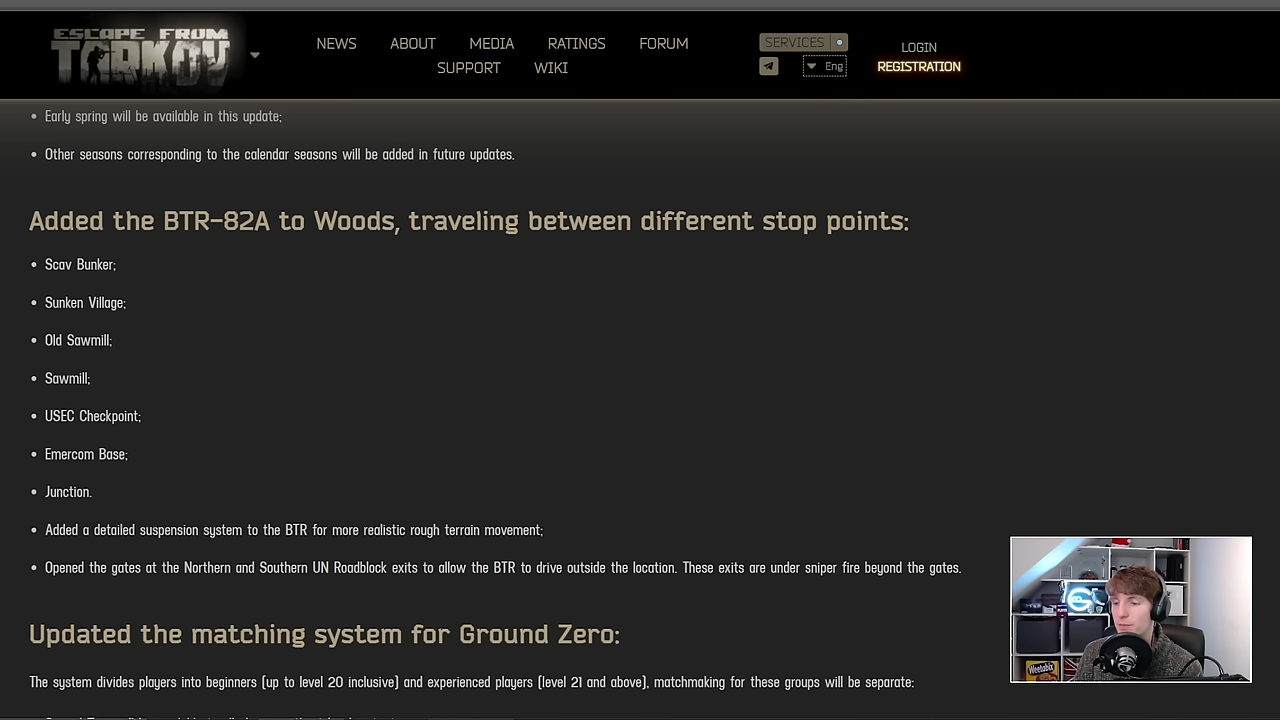 ESCAPE FROM
TARKOV
NEWS ABOUT MEDIA RATINGS FORUM
SUPPORT WIKI
SERVICES
Eng
LOGIN
REGISTRATION
• Early spring will be available in this update;
• Other seasons corresponding to the calendar seasons will be added in future updates.
Added the BTR-82A to Woods, traveling between different stop points:
• Scav Bunker;
• Sunken Village;
• Old Sawmill;
• Sawmill;
• USEC Checkpoint;
• Emercom Base;
• Junction.
• Added a detailed suspension system to the BTR for more realistic rough terrain movement;
• Opened the gates at the Northern and Southern UN Roadblock exits to allow the BTR to drive outside the location. These exits are under sniper fire beyond the gates.
Updated the matching system for Ground Zero:
The system divides players into beginners (up to level 20 inclusive) and experienced players (level 21 and above), matchmaking for these groups will be separate:
Weetabix